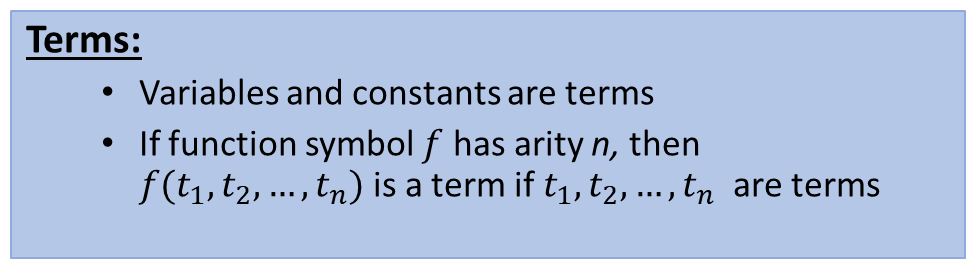 Terms:
• Variables and constants are terms
• If function symbol f has arity n, then
f(t₁, t₂, … , tₙ) is a term if t₁, t₂, … , tₙ are terms